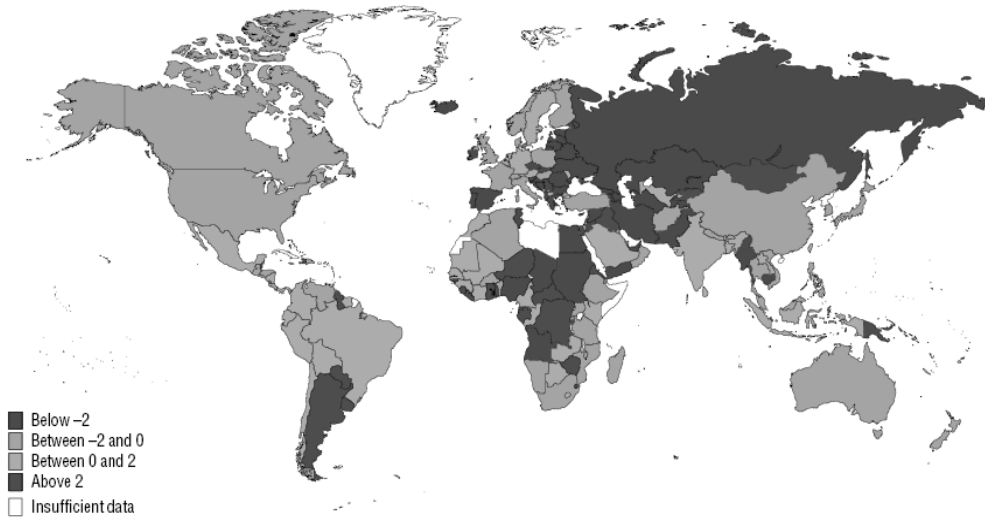 Below –2
Between –2 and 0
Between 0 and 2
Above 2
Insufficient data